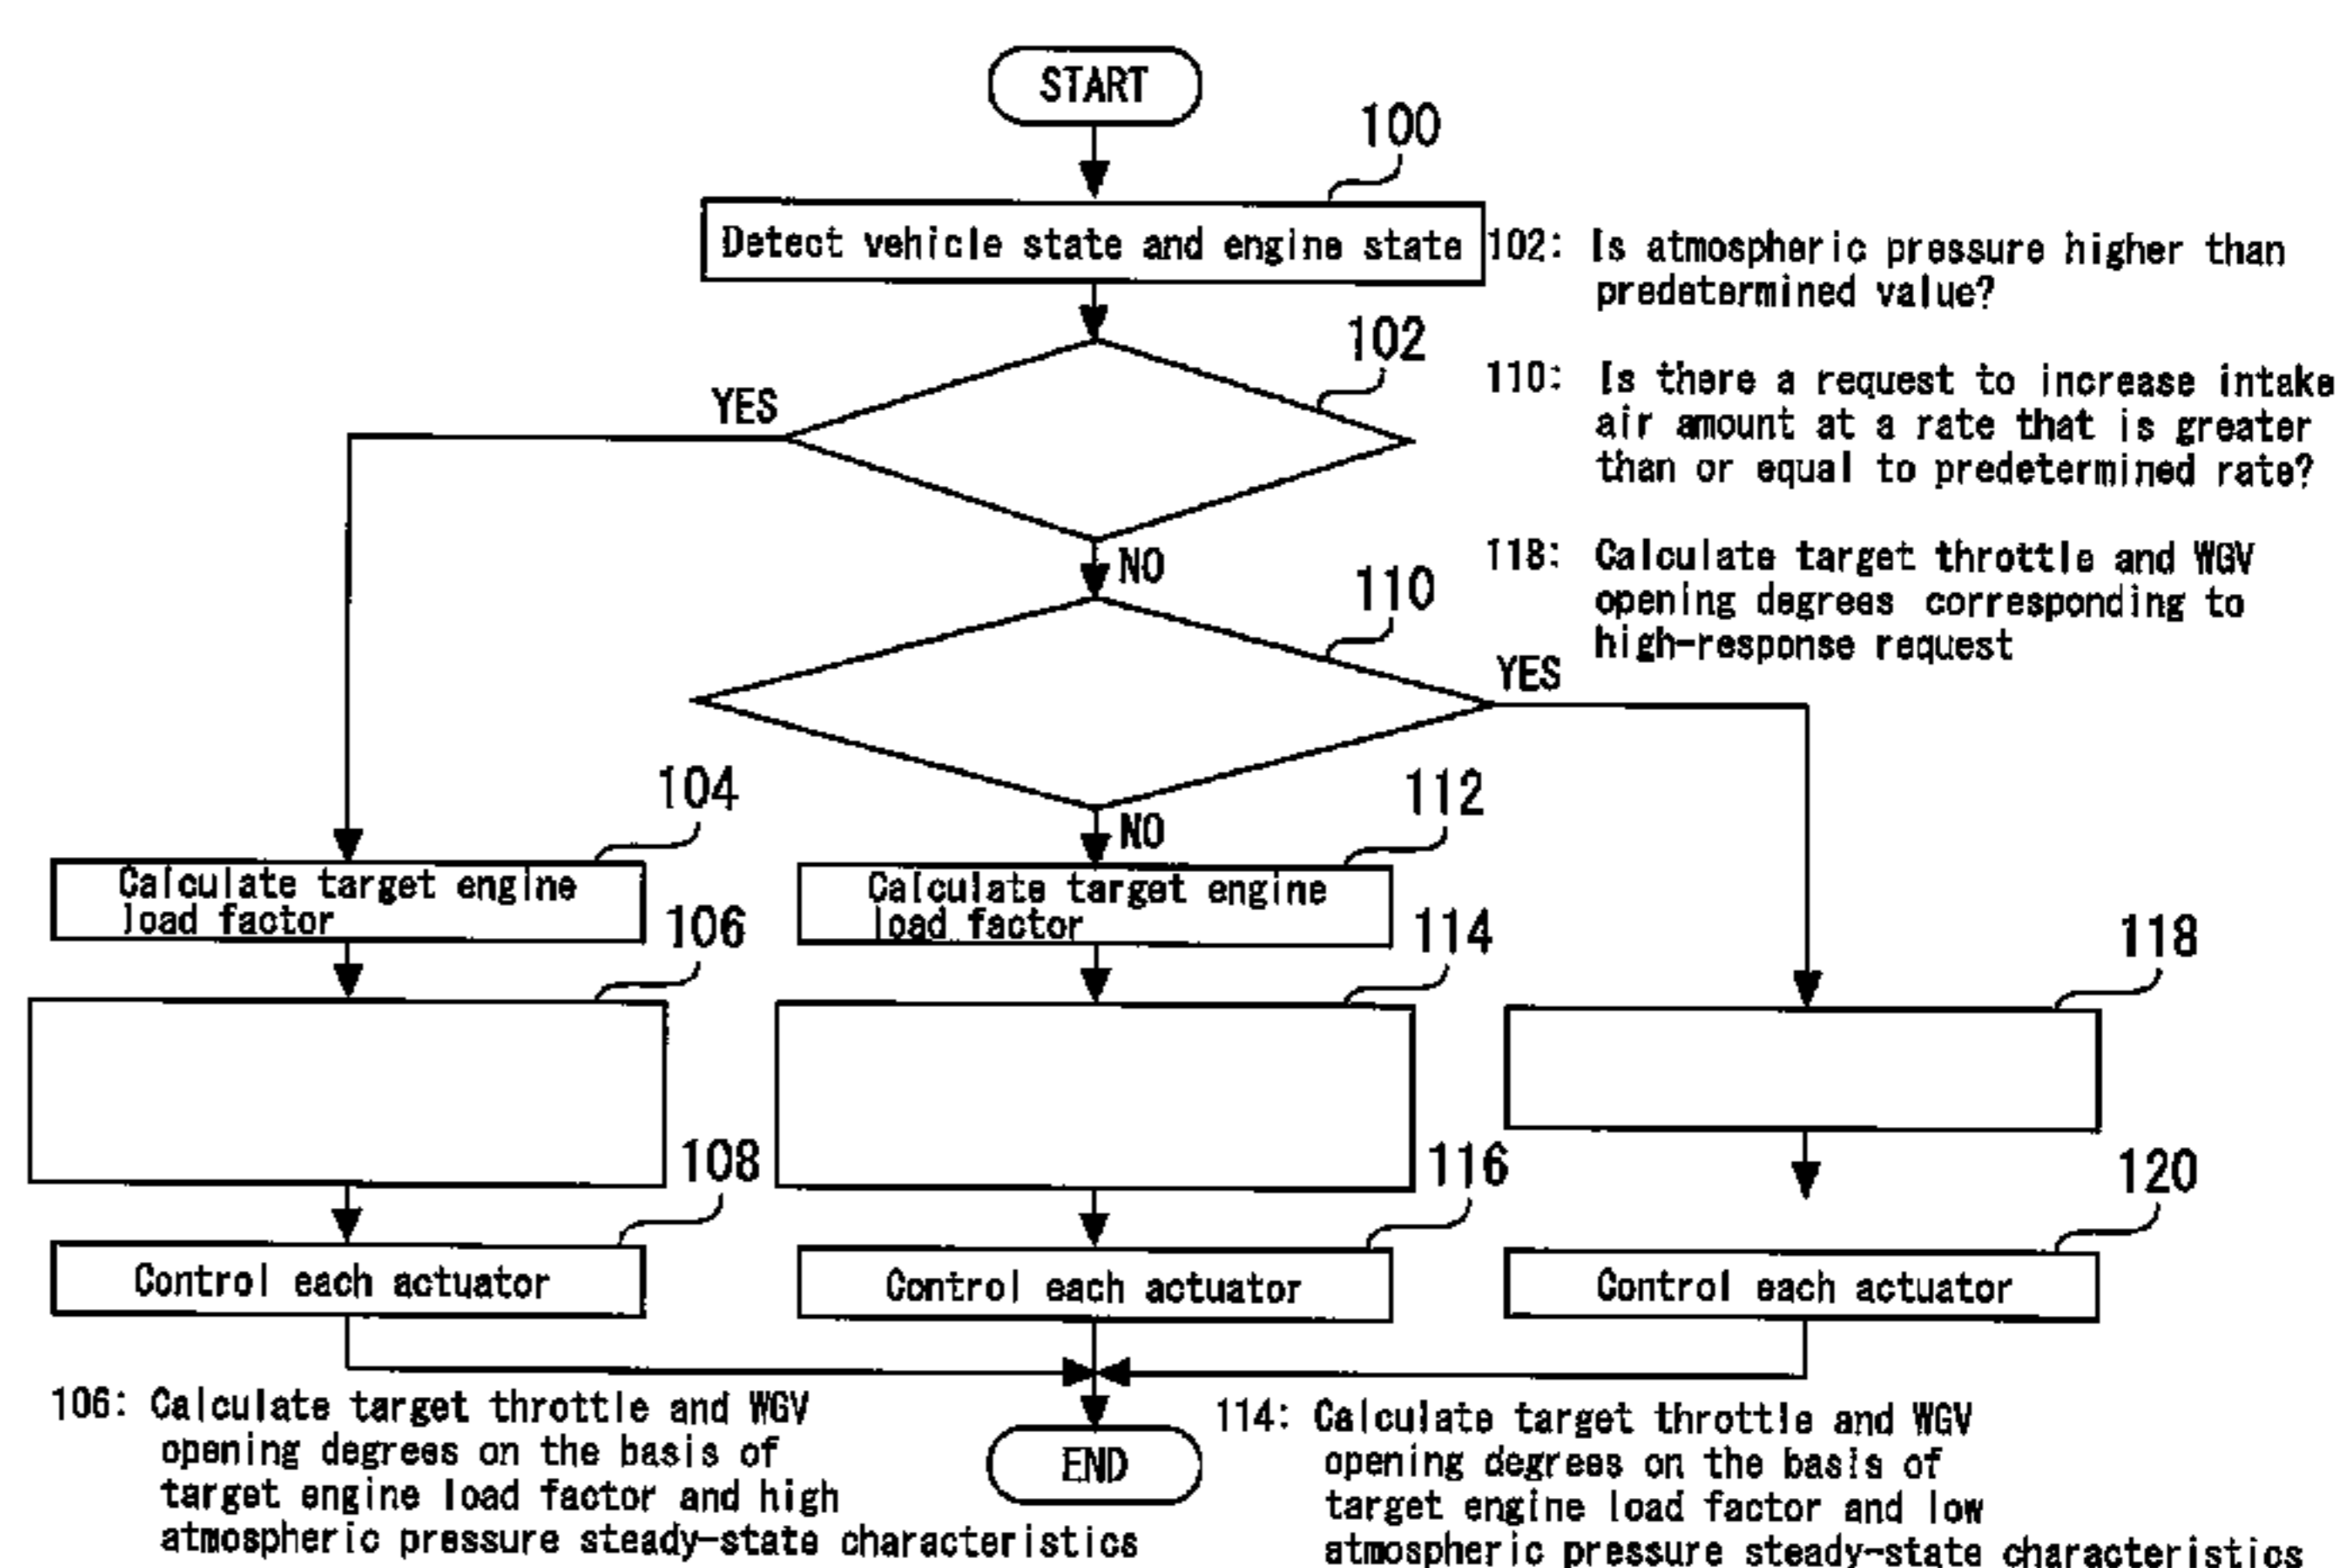 START
100
Detect vehicle state and engine state
102: Is atmospheric pressure higher than
predetermined value?
102
YES
110: Is there a request to increase intake
air amount at a rate that is greater
than or equal to predetermined rate?
NO
118: Calculate target throttle and WGV
opening degrees corresponding to
high-response request
110
YES
104
112
NO
Calculate target engine
load factor
Calculate target engine
load factor
106
114
118
108
116
120
Control each actuator
Control each actuator
Control each actuator
106: Calculate target throttle and WGV
opening degrees on the basis of
target engine load factor and high
atmospheric pressure steady-state characteristics
END
114: Calculate target throttle and WGV
opening degrees on the basis of
target engine load factor and low
atmospheric pressure steady-state characteristics